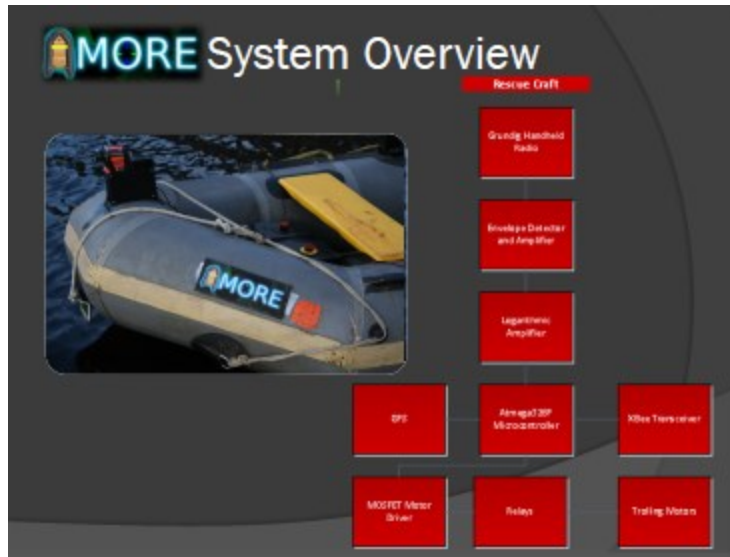 MORE System Overview
Rescue Craft
Grundig Handheld
Radio
Envelope Detector
and Amplifier
Logarithmic
Amplifier
MORE
GPS
Atmega328P
Microcontroller
XBee Transceiver
MOSFET Motor
Driver
Relays
Trolling Motors